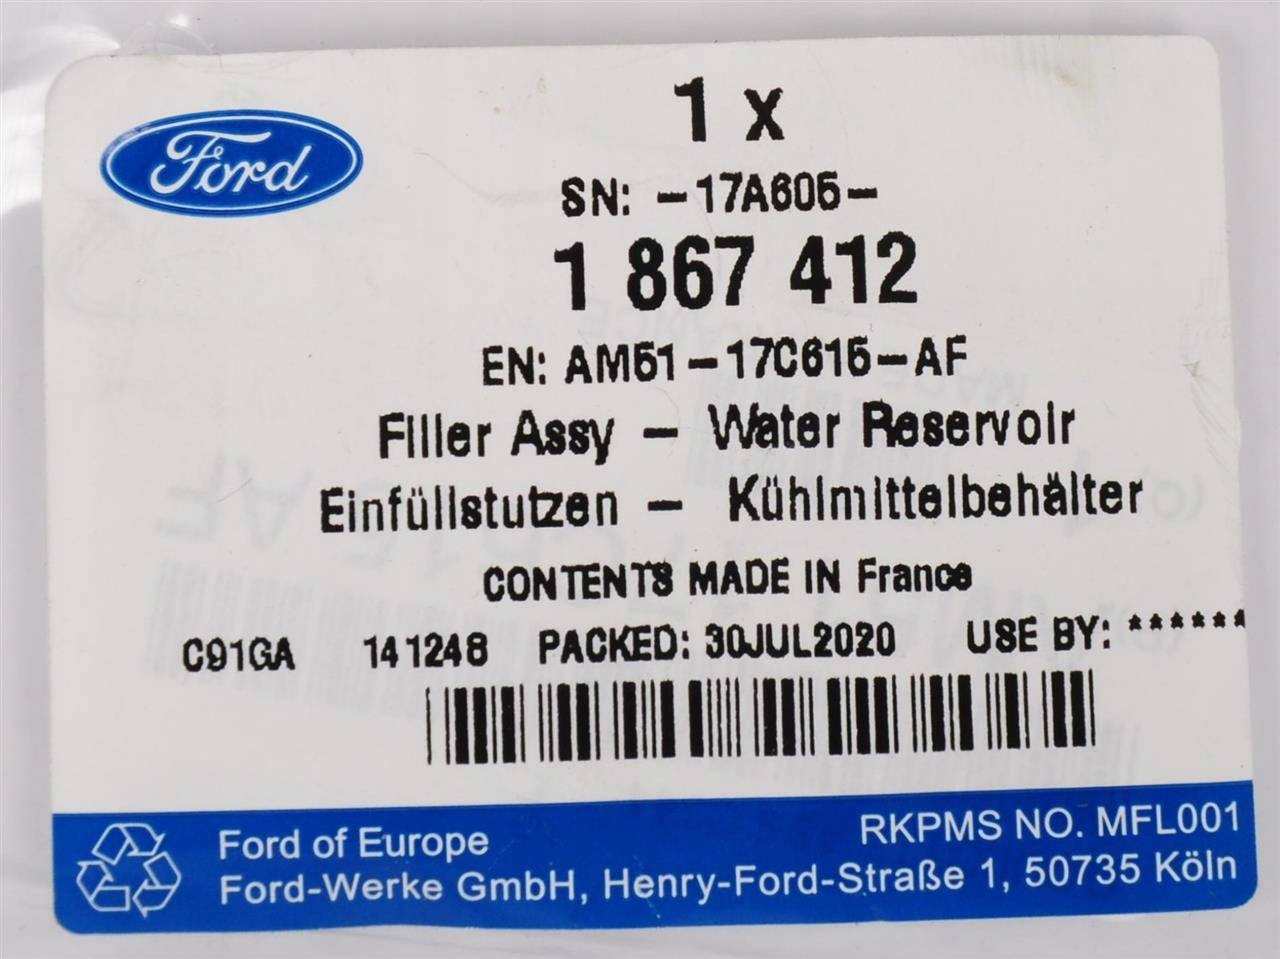 Ford
1 x
SN: -17A605-
1 867 412
EN: AM51-17C615-AF
Filler Assy - Water Reservoir
Einfüllstutzen - Kühlmittelbehälter
CONTENTS MADE IN France
C91GA 141248 PACKED: 30JUL2020 USE BY: ******
RKPMS NO. MFL001
Ford of Europe
Ford-Werke GmbH, Henry-Ford-Straße 1, 50735 Köln